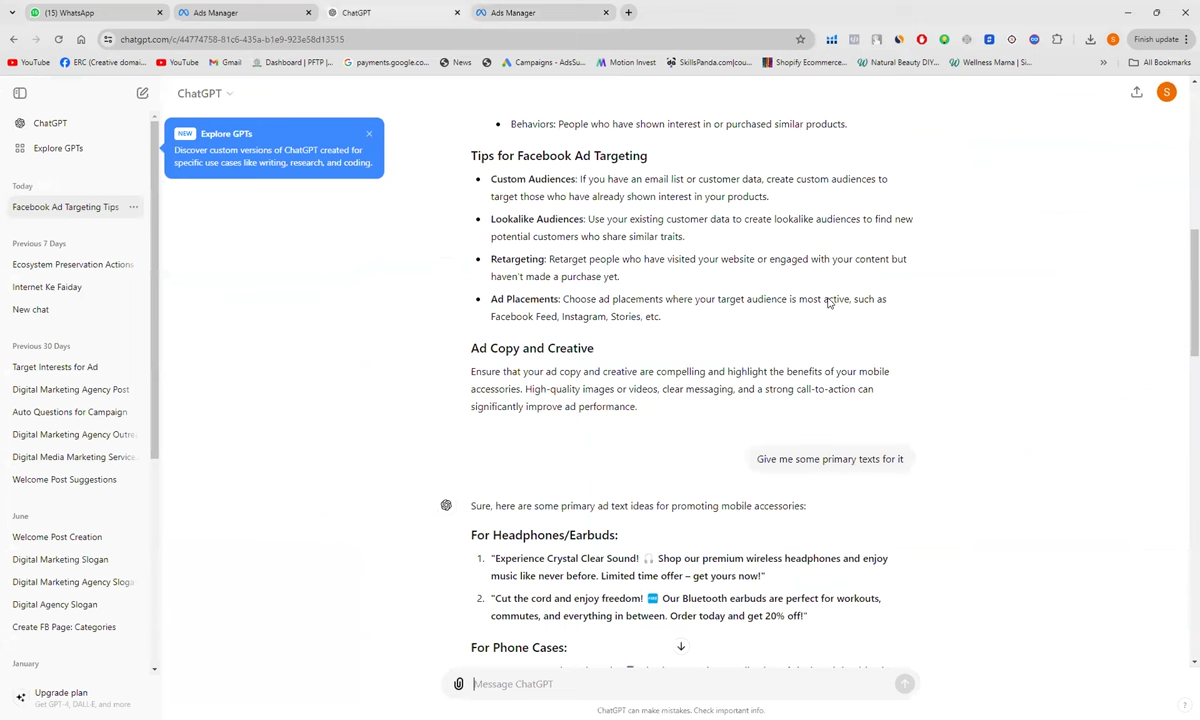 (15) WhatsApp
Ads Manager
ChatGPT
Ads Manager
chatgpt.com/c/44774758-81c6-435a-b1e9-923e58d13515
Finish update
YouTube
ERC (Creative domai...
YouTube
Gmail
Dashboard | PFTP |...
payments.google.co...
News
Campaigns - AdsSu...
Motion Invest
SkillsPanda.com[cou...
Shopify Ecommerce...
Natural Beauty DIY...
Wellness Mama | Si...
All Bookmarks
ChatGPT
Explore GPTs
Today
Facebook Ad Targeting Tips
Previous 7 Days
Ecosystem Preservation Actions
Internet Ke Faiday
New chat
Previous 30 Days
Target Interests for Ad
Digital Marketing Agency Post
Auto Questions for Campaign
Digital Marketing Agency Outre
Digital Media Marketing Service
Welcome Post Suggestions
June
Welcome Post Creation
Digital Marketing Slogan
Digital Marketing Agency Sloga
Digital Agency Slogan
Create FB Page: Categories
January
Upgrade plan
Get GPT-4, DALL·E, and more
NEW Explore GPTs
Discover custom versions of ChatGPT created for
specific use cases like writing, research, and coding.
ChatGPT
S
Behaviors: People who have shown interest in or purchased similar products.
Tips for Facebook Ad Targeting
Custom Audiences: If you have an email list or customer data, create custom audiences to
target those who have already shown interest in your products.
Lookalike Audiences: Use your existing customer data to create lookalike audiences to find new
potential customers who share similar traits.
Retargeting: Retarget people who have visited your website or engaged with your content but
haven't made a purchase yet.
Ad Placements: Choose ad placements where your target audience is most active, such as
Facebook Feed, Instagram, Stories, etc.
Ad Copy and Creative
Ensure that your ad copy and creative are compelling and highlight the benefits of your mobile
accessories. High-quality images or videos, clear messaging, and a strong call-to-action can
significantly improve ad performance.
Give me some primary texts for it
Sure, here are some primary ad text ideas for promoting mobile accessories:
For Headphones/Earbuds:
1. "Experience Crystal Clear Sound! 🎧 Shop our premium wireless headphones and enjoy
music like never before. Limited time offer – get yours now!"
2. "Cut the cord and enjoy freedom! 🆓 Our Bluetooth earbuds are perfect for workouts,
commutes, and everything in between. Order today and get 20% off!"
For Phone Cases:
Message ChatGPT
ChatGPT can make mistakes. Check important info.
?